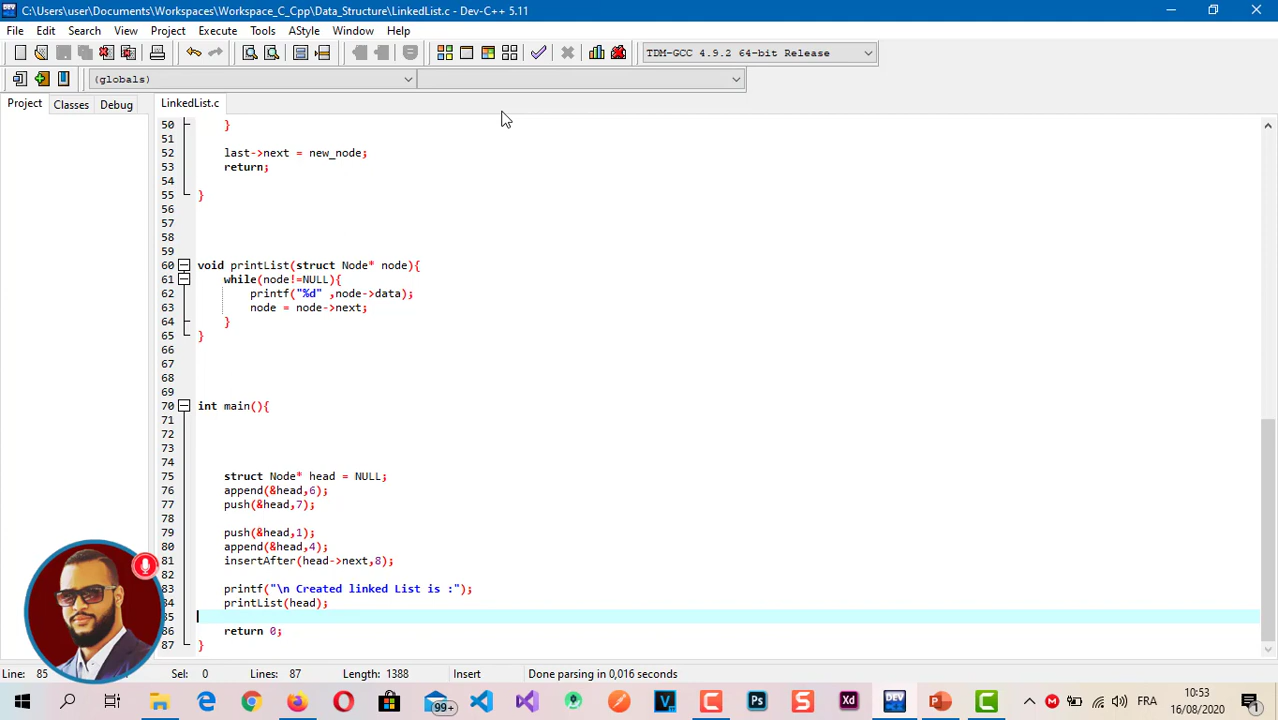 C:\Users\user\Documents\Workspaces\Workspace_C_Cpp\Data_Structure\LinkedList.c - Dev-C++ 5.11
File Edit Search View Project Execute Tools AStyle Window Help
TDM-GCC 4.9.2 64-bit Release
(globals)
Project Classes Debug LinkedList.c
50 }
51
52 last->next = new_node;
53 return;
54
55 }
56
57
58
59
60 void printList(struct Node* node){
61 while(node!=NULL){
62 printf("%d" ,node->data);
63 node = node->next;
64 }
65 }
66
67
68
69
70 int main(){
71
72
73
74
75 struct Node* head = NULL;
76 append(&head,6);
77 push(&head,7);
78
79 push(&head,1);
80 append(&head,4);
81 insertAfter(head->next,8);
82
83 printf("\n Created linked List is :");
84 printList(head);
85
86 return 0;
87 }
Line: 85 Sel: 0 Lines: 87 Length: 1388 Insert Done parsing in 0,016 seconds
99+ Ps S Xd DEV FRA 10:53
16/08/2020